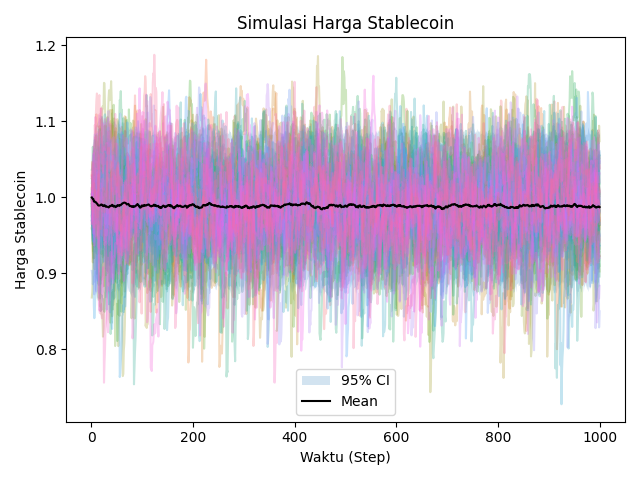 Simulasi Harga Stablecoin
1.2
1.1
1.0
0.9
0.8
Harga Stablecoin
95% CI
Mean
0 200 400 600 800 1000
Waktu (Step)